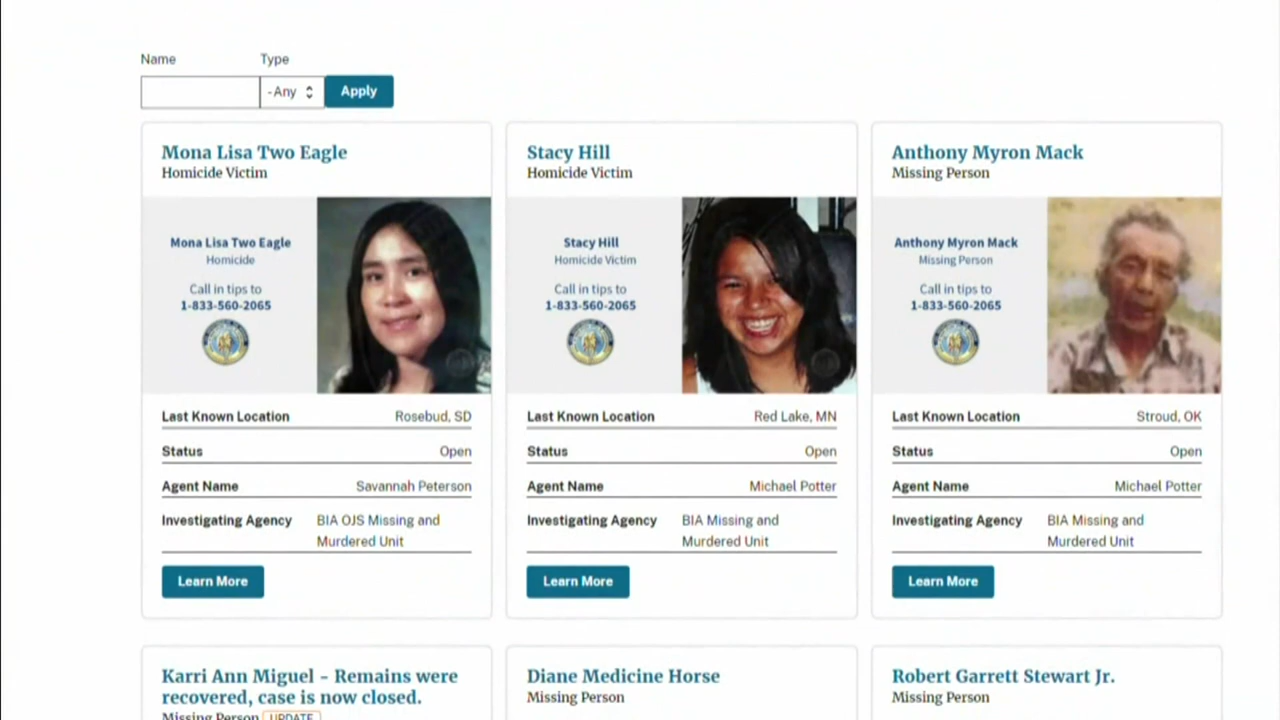 Name
Type
-Any
Apply
Mona Lisa Two Eagle
Homicide Victim
Mona Lisa Two Eagle
Homicide
Call in tips to
1-833-560-2065
Last Known Location Rosebud, SD
Status Open
Agent Name Savannah Peterson
Investigating Agency BIA OJS Missing and
Murdered Unit
Learn More
Stacy Hill
Homicide Victim
Stacy Hill
Homicide Victim
Call in tips to
1-833-560-2065
Last Known Location Red Lake, MN
Status Open
Agent Name Michael Potter
Investigating Agency BIA Missing and
Murdered Unit
Learn More
Anthony Myron Mack
Missing Person
Anthony Myron Mack
Missing Person
Call in tips to
1-833-560-2065
Last Known Location Stroud, OK
Status Open
Agent Name Michael Potter
Investigating Agency BIA Missing and
Murdered Unit
Learn More
Karri Ann Miguel - Remains were
recovered, case is now closed.
Missing Person UPDATE
Diane Medicine Horse
Missing Person
Robert Garrett Stewart Jr.
Missing Person